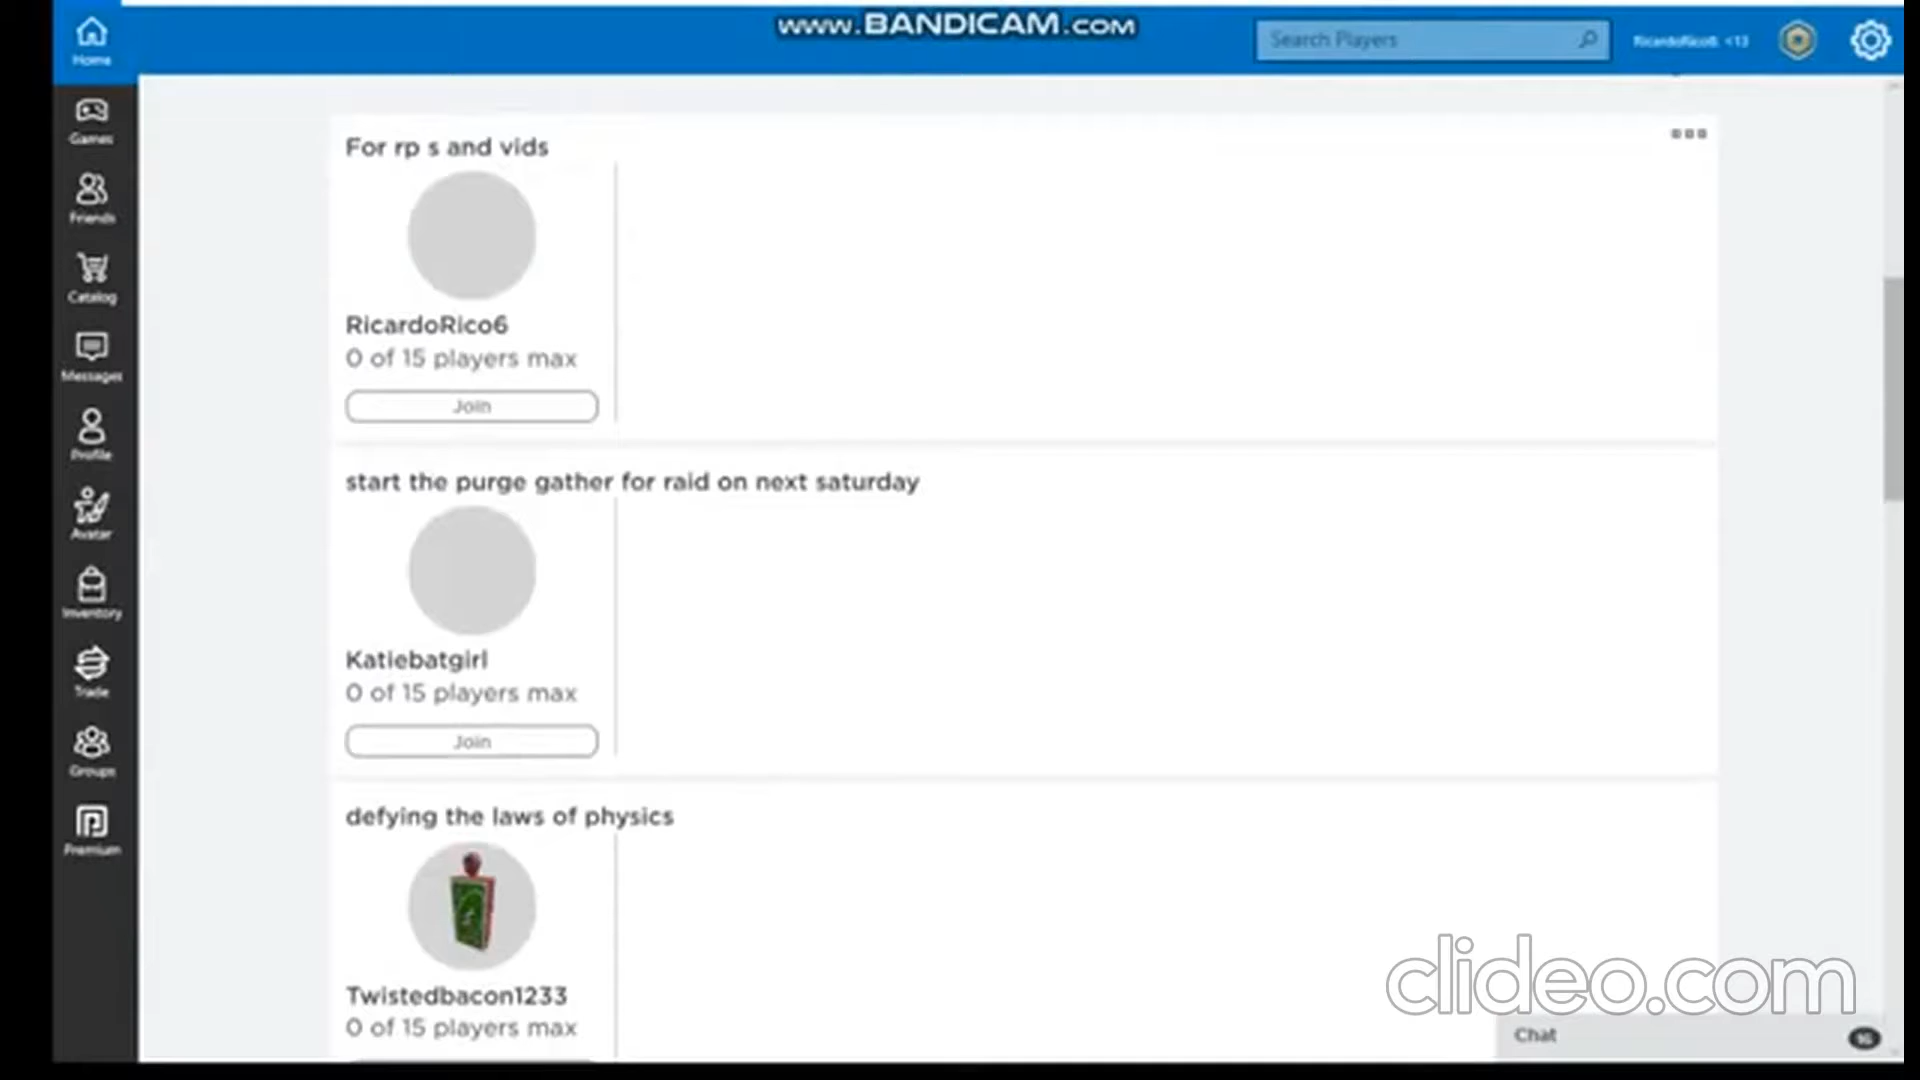 www.BANDICAM.com
Home
Search Players
RicardoRico6: <13
Games
Friends
Catalog
Messages
Profile
Avatar
Inventory
Trade
Groups
Premium
For rp s and vids
RicardoRico6
0 of 15 players max
Join
start the purge gather for raid on next saturday
Katiebatgirl
0 of 15 players max
Join
defying the laws of physics
Twistedbacon1233
0 of 15 players max
clideo.com
Chat